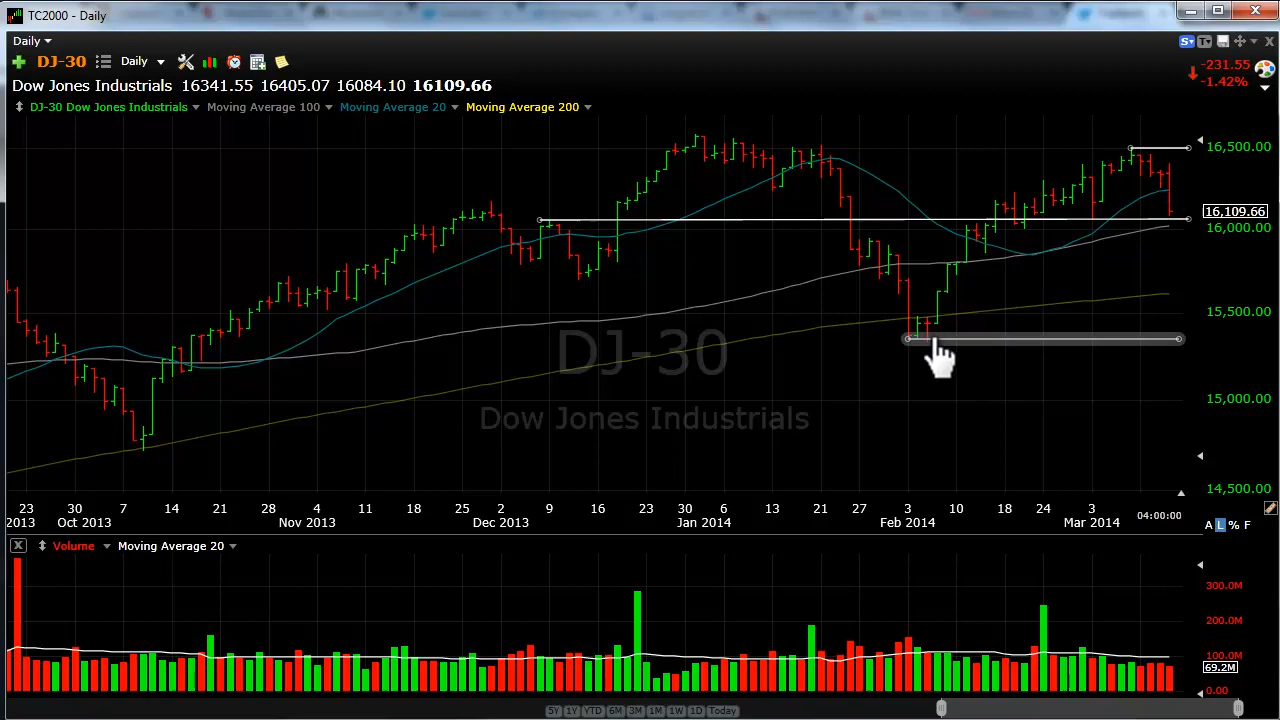 TC2000 - Daily
Daily
DJ-30 Daily
S T
Dow Jones Industrials 16341.55 16405.07 16084.10 16109.66
-231.55
-1.42%
DJ-30 Dow Jones Industrials Moving Average 100 Moving Average 20 Moving Average 200
16,500.00
16,109.66
16,000.00
15,500.00
15,000.00
14,500.00
DJ-30
Dow Jones Industrials
23 30 7 14 21 28 4 11 18 25 2 9 16 23 30 6 13 21 27 3 10 18 24 3
2013 Oct 2013 Nov 2013 Dec 2013 Jan 2014 Feb 2014 Mar 2014 04:00:00
A L % F
X Volume Moving Average 20
300.0M
200.0M
100.0M
69.2M
0.00
5Y 1Y YTD 6M 3M 1M 1W 1D Today